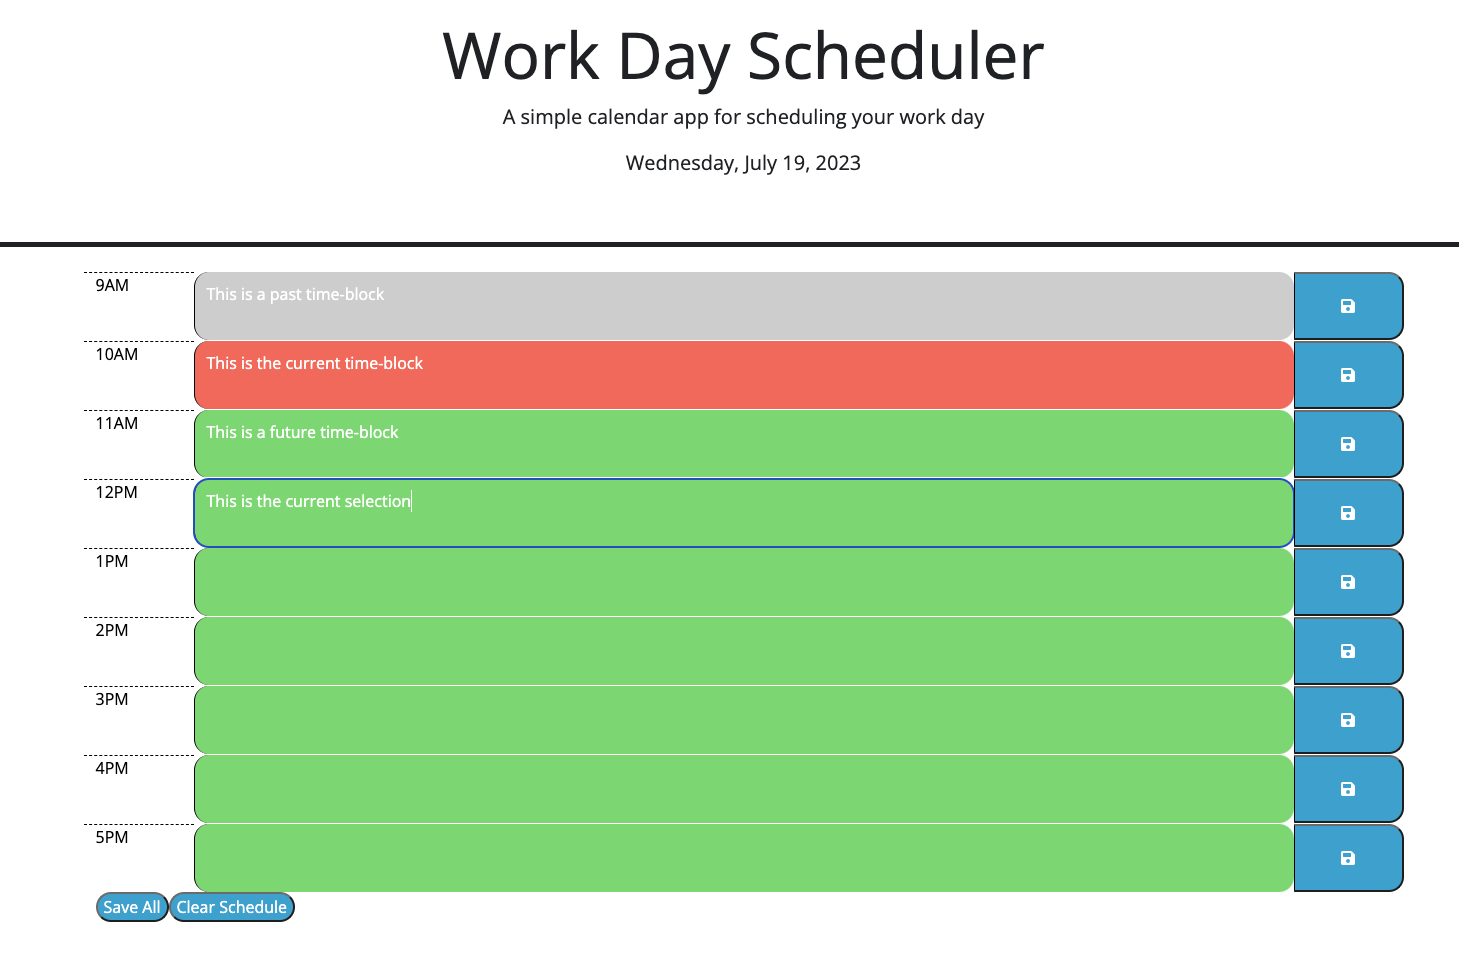 Work Day Scheduler
A simple calendar app for scheduling your work day
Wednesday, July 19, 2023
9AM
This is a past time-block
10AM
This is the current time-block
11AM
This is a future time-block
12PM
This is the current selection
1PM
2PM
3PM
4PM
5PM
Save All
Clear Schedule